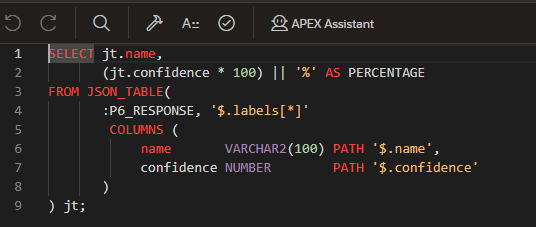 A:: APEX Assistant
1 SELECT jt.name,
2 (jt.confidence * 100) || '%' AS PERCENTAGE
3 FROM JSON_TABLE(
4 :P6_RESPONSE, '$.labels[*]'
5 COLUMNS (
6 name VARCHAR2(100) PATH '$.name',
7 confidence NUMBER PATH '$.confidence'
8 )
9 ) jt;